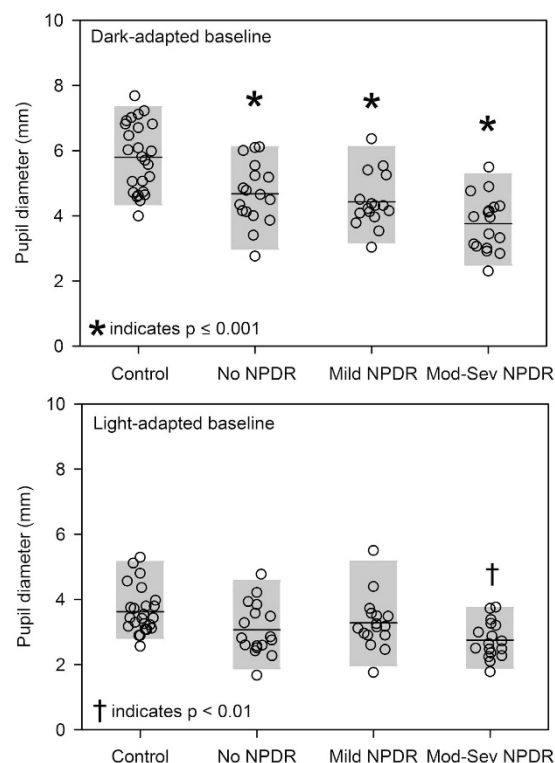 10
Dark-adapted baseline
8
6
4
2
0
Pupil diameter (mm)
* * *
* indicates p ≤ 0.001
Control No NPDR Mild NPDR Mod-Sev NPDR
10
Light-adapted baseline
8
6
4
2
0
Pupil diameter (mm)
†
† indicates p < 0.01
Control No NPDR Mild NPDR Mod-Sev NPDR